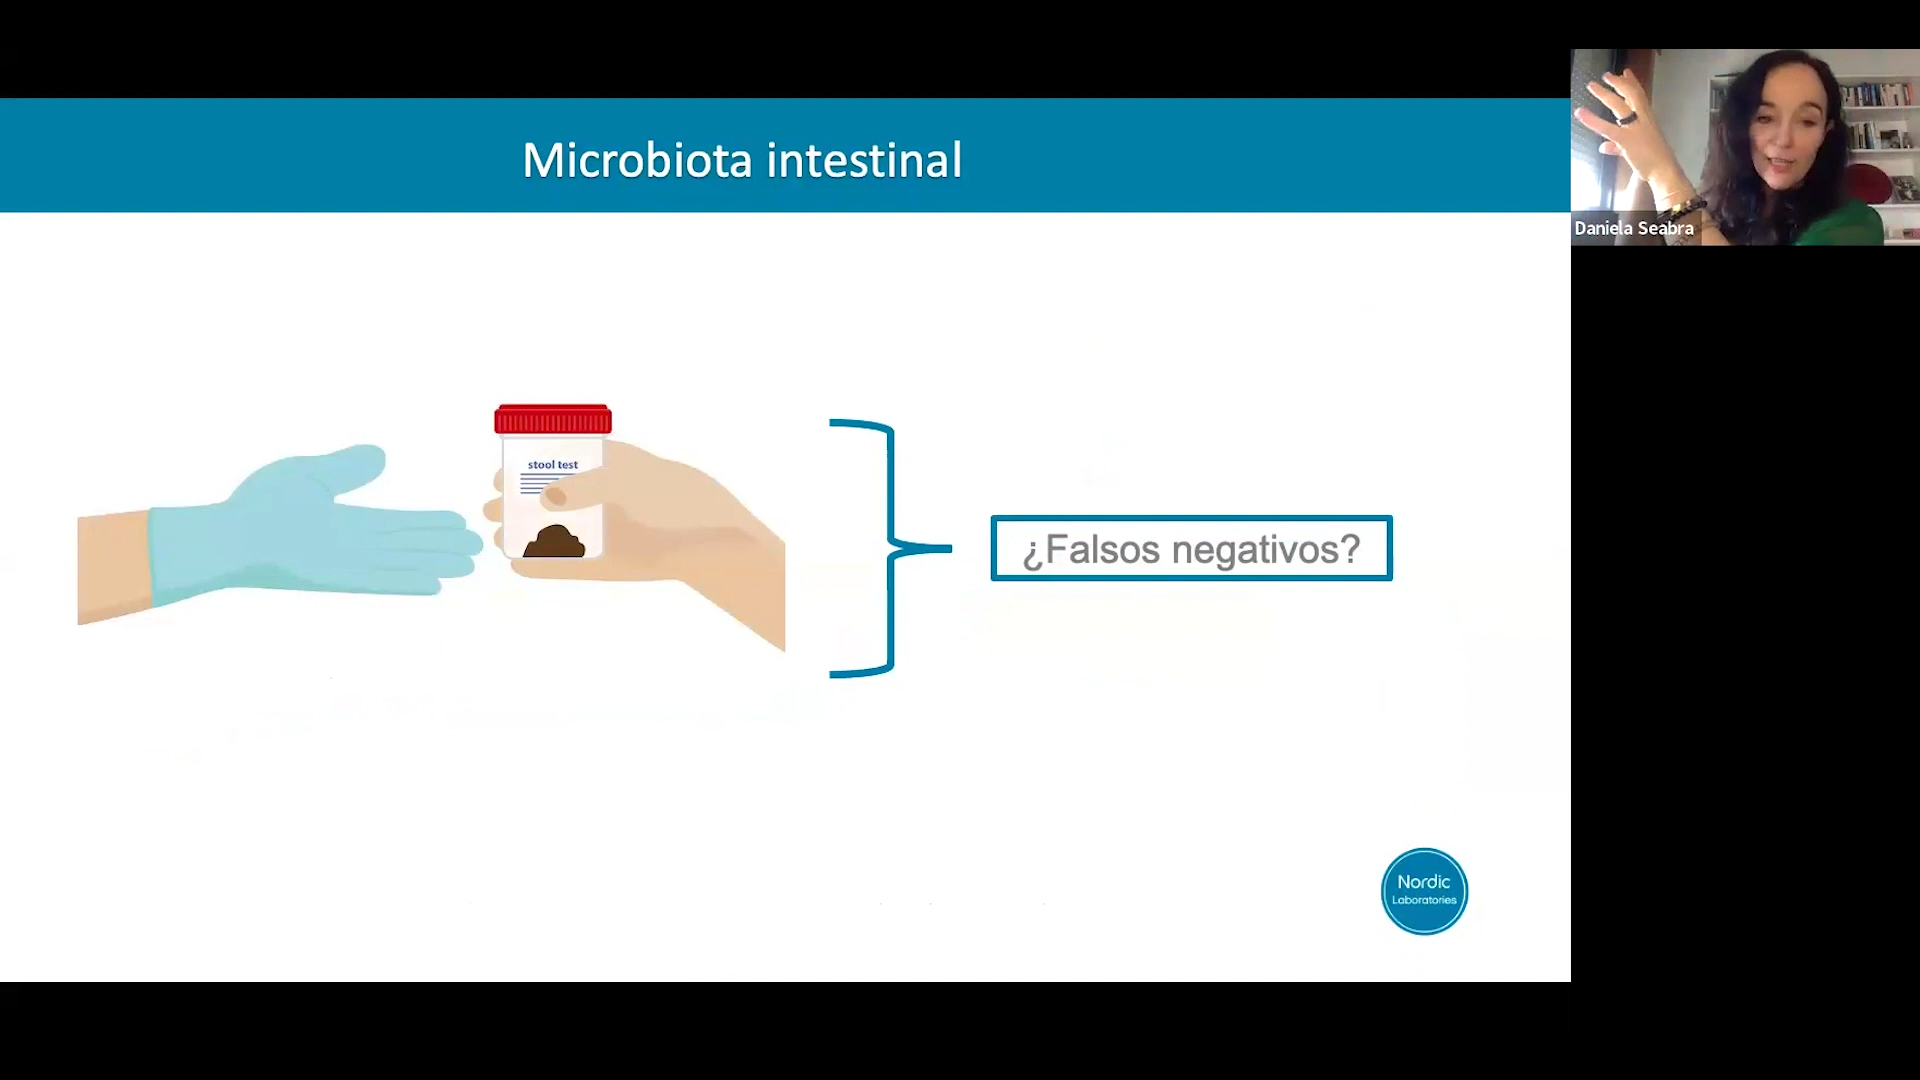 Microbiota intestinal
Daniela Seabra
stool test
¿Falsos negativos?
Nordic
Laboratories